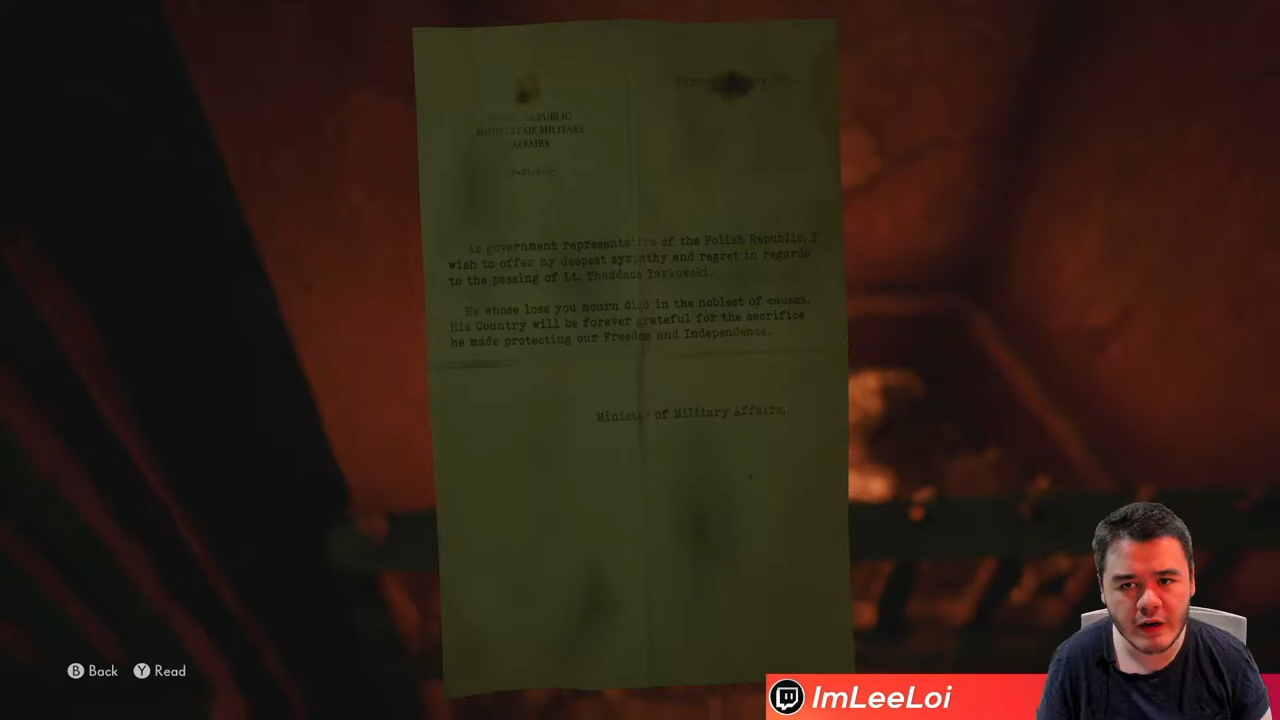 REPUBLIC
MINISTRY OF MILITARY
AFFAIRS
As government representative of the Polish Republic, I
wish to offer my deepest sympathy and regret in regards
to the passing of Lt. Thaddeus Tarkowski.
He whose loss you mourn died in the noblest of causes.
His Country will be forever grateful for the sacrifice
he made protecting our Freedom and Independence.
Minister of Military Affairs,
B Back Y Read
ImLeeLoi